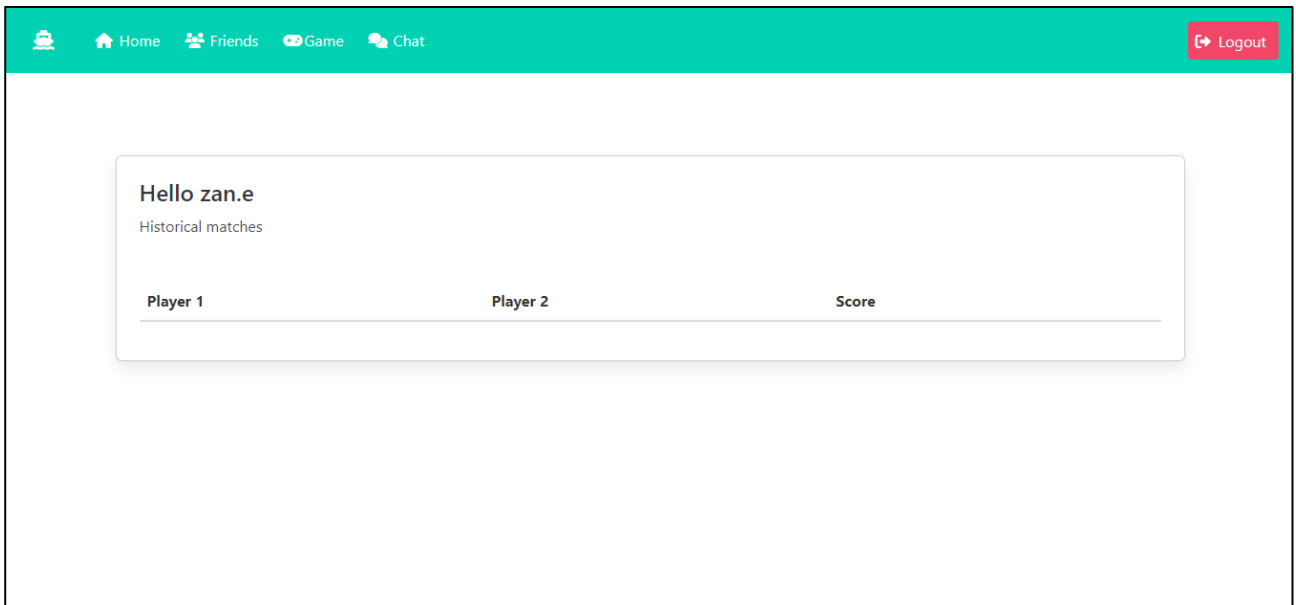 Home Friends Game Chat Logout
Hello zan.e
Historical matches
Player 1 Player 2 Score